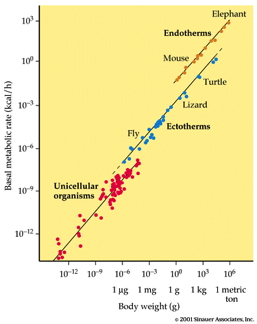 Elephant
10³
Endotherms
10⁰
Mouse
Turtle
10⁻³
Lizard
Fly
Ectotherms
10⁻⁶
Unicellular
organisms
10⁻⁹
10⁻¹²
Basal metabolic rate (kcal/h)
10⁻¹² 10⁻⁹ 10⁻⁶ 10⁻³ 10⁰ 10³ 10⁶
1 µg 1 mg 1 g 1 kg 1 metric
ton
Body weight (g)
© 2001 Sinauer Associates, Inc.